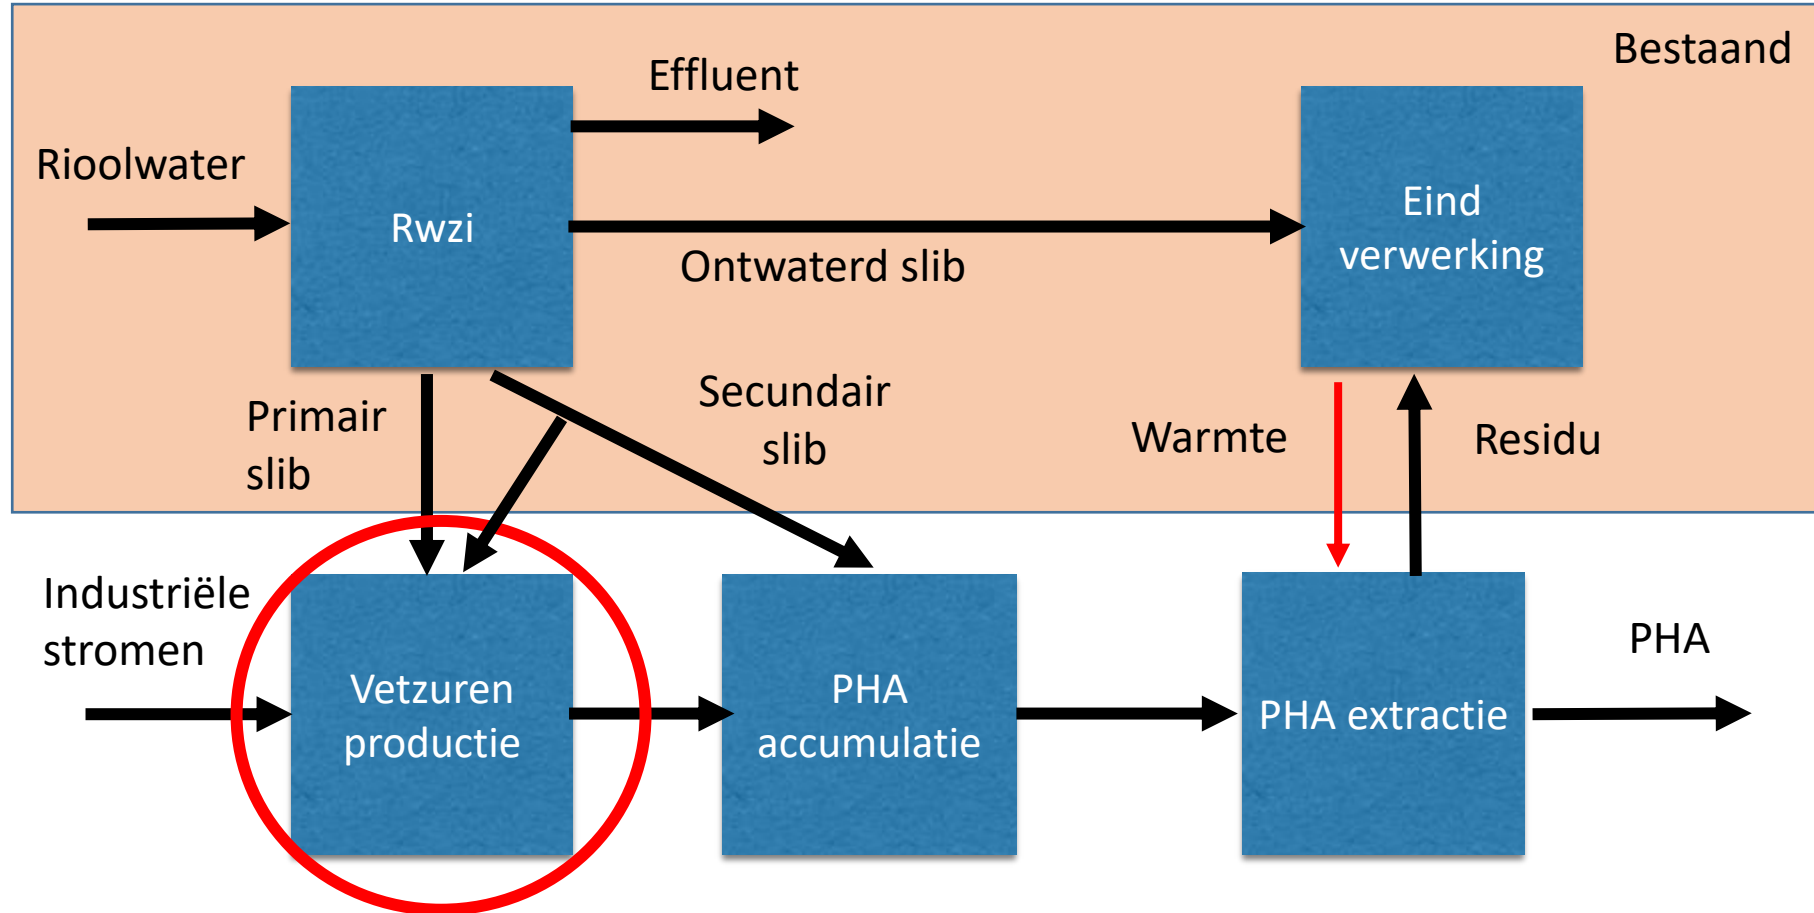 Bestaand
Effluent
Rioolwater
Rwzi
Eind
verwerking
Ontwaterd slib
Primair
slib
Secundair
slib
Warmte
Residu
Industriële
stromen
Vetzuren
productie
PHA
accumulatie
PHA extractie
PHA